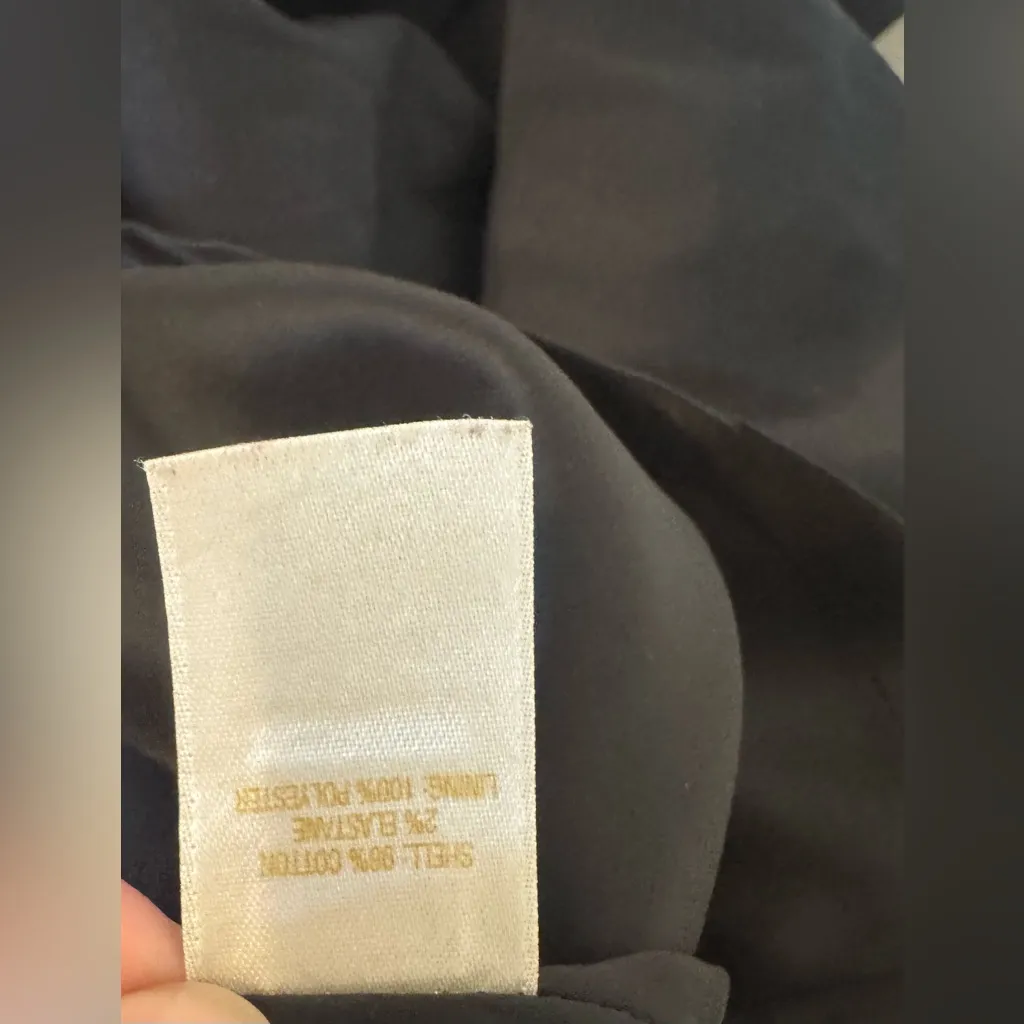 SHELL: 98% COTTON
2% ELASTANE
LINING: 100% POLYESTER